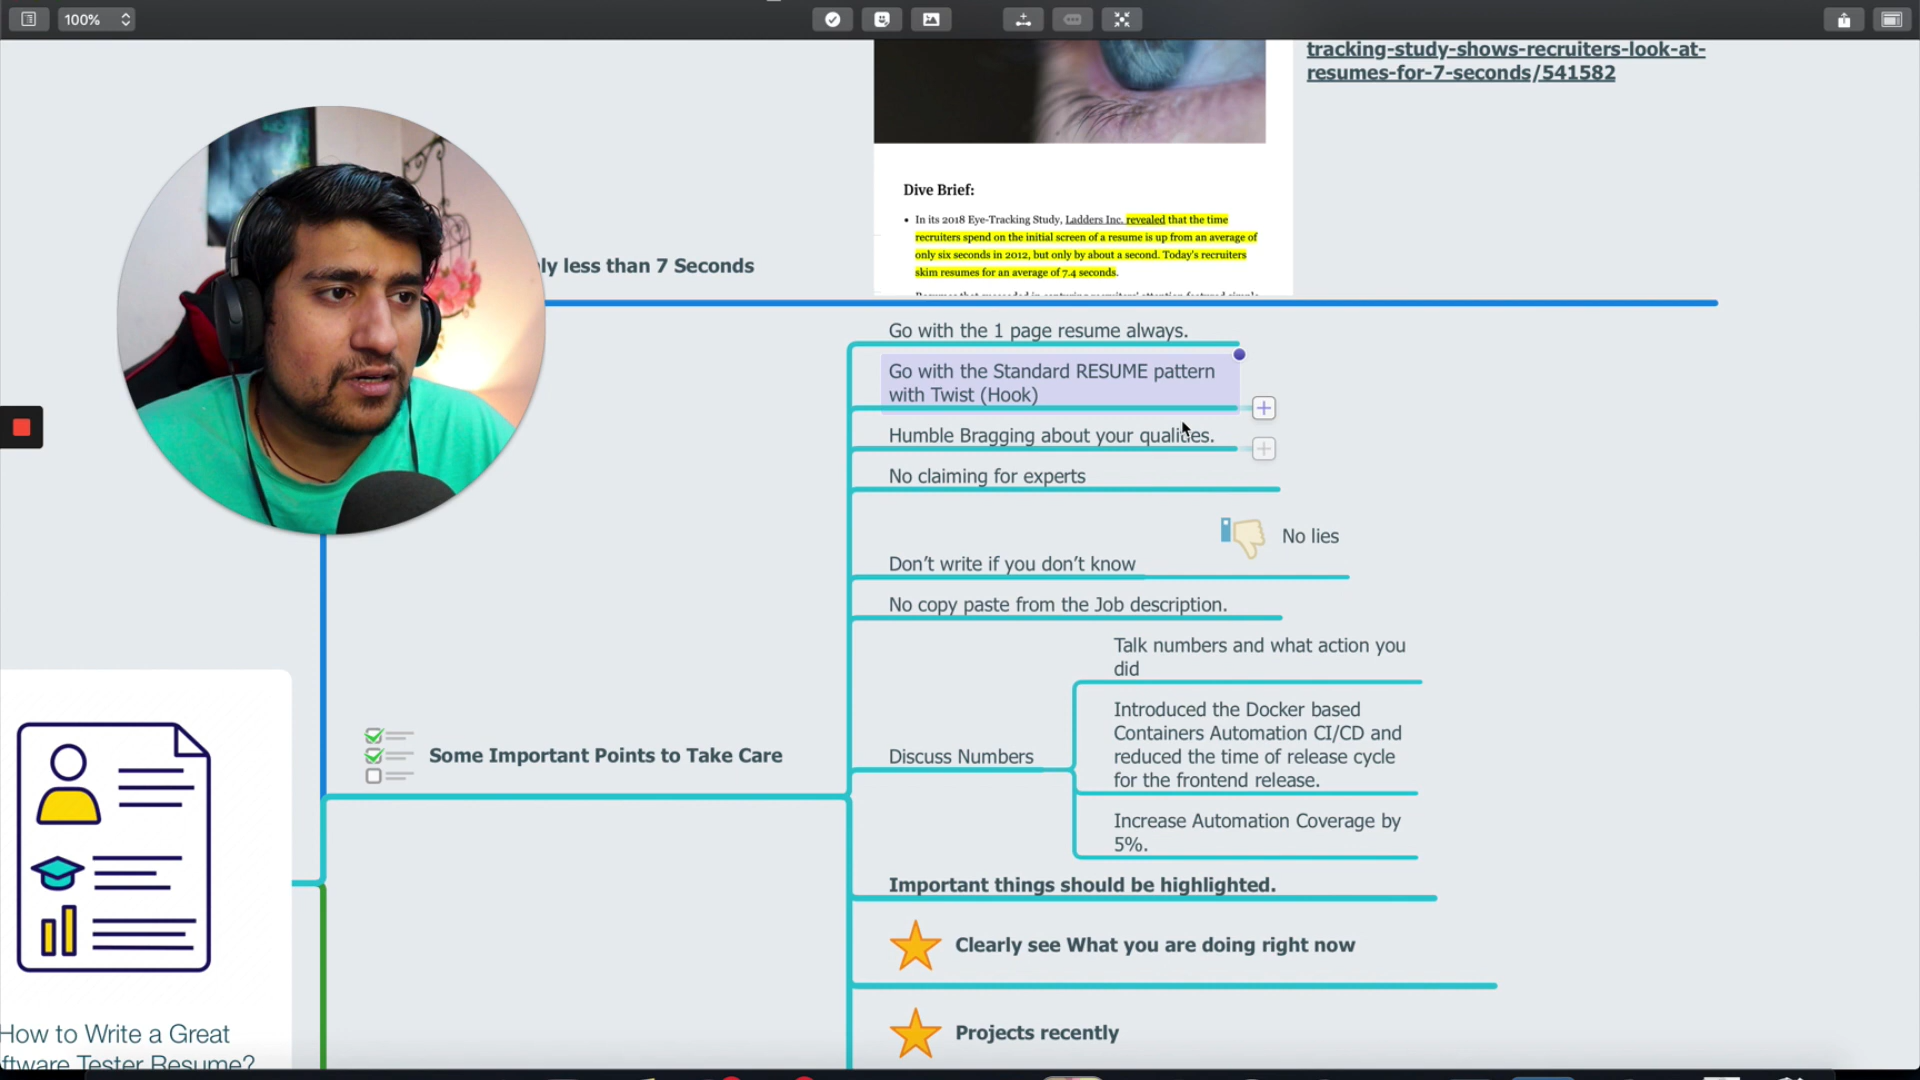 100%
tracking-study-shows-recruiters-look-at-
resumes-for-7-seconds/541582
Dive Brief:
• In its 2018 Eye-Tracking Study, Ladders Inc. revealed that the time
recruiters spend on the initial screen of a resume is up from an average of
only six seconds in 2012, but only by about a second. Today's recruiters
skim resumes for an average of 7.4 seconds.
less than 7 Seconds
Go with the 1 page resume always.
Go with the Standard RESUME pattern
with Twist (Hook)
Humble Bragging about your qualities.
No claiming for experts
No lies
Don’t write if you don’t know
No copy paste from the Job description.
Talk numbers and what action you
did
Introduced the Docker based
Containers Automation CI/CD and
reduced the time of release cycle
for the frontend release.
Discuss Numbers
Increase Automation Coverage by
5%.
Some Important Points to Take Care
Important things should be highlighted.
Clearly see What you are doing right now
Projects recently
How to Write a Great
ftware Tester Resume?